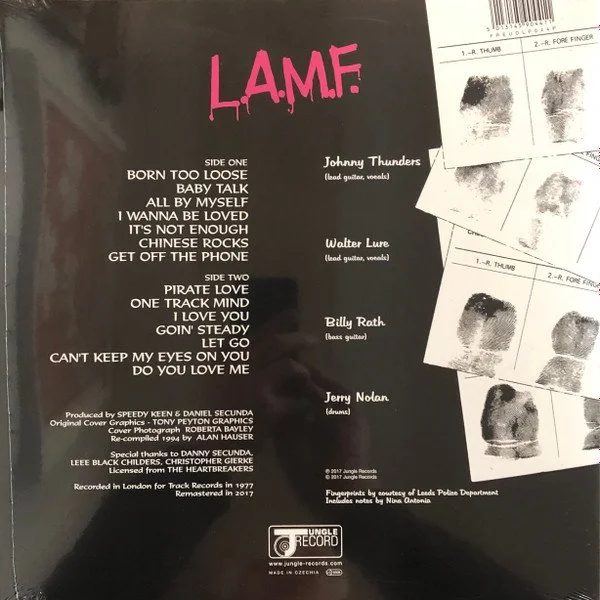 5 013145 904411
FREUDLP044P
1.-R. THUMB
2.-R. FORE FINGER
L.A.M.F.
SIDE ONE
BORN TOO LOOSE
BABY TALK
ALL BY MYSELF
I WANNA BE LOVED
IT'S NOT ENOUGH
CHINESE ROCKS
GET OFF THE PHONE
SIDE TWO
PIRATE LOVE
ONE TRACK MIND
I LOVE YOU
GOIN' STEADY
LET GO
CAN'T KEEP MY EYES ON YOU
DO YOU LOVE ME
Johnny Thunders
(lead guitar, vocals)
Walter Lure
(lead guitar, vocals)
Billy Rath
(bass guitar)
Jerry Nolan
(drums)
1.-R. THUMB
2.-R. FORE FINGE
Produced by SPEEDY KEEN & DANIEL SECUNDA
Original Cover Graphics - TONY PEYTON GRAPHICS
Cover Photograph ROBERTA BAYLEY
Re-compiled 1994 by ALAN HAUSER
Special thanks to DANNY SECUNDA,
LEEE BLACK CHILDERS, CHRISTOPHER GIERKE
Licensed from THE HEARTBREAKERS
Recorded in London for Track Records in 1977
Remastered in 2017
℗ 2017 Jungle Records
© 2017 Jungle Records
Fingerprints by courtesy of Leeds Police Department
Includes notes by Nina Antonia
JUNGLE
RECORD
www.jungle-records.com
MADE IN CZECHIA